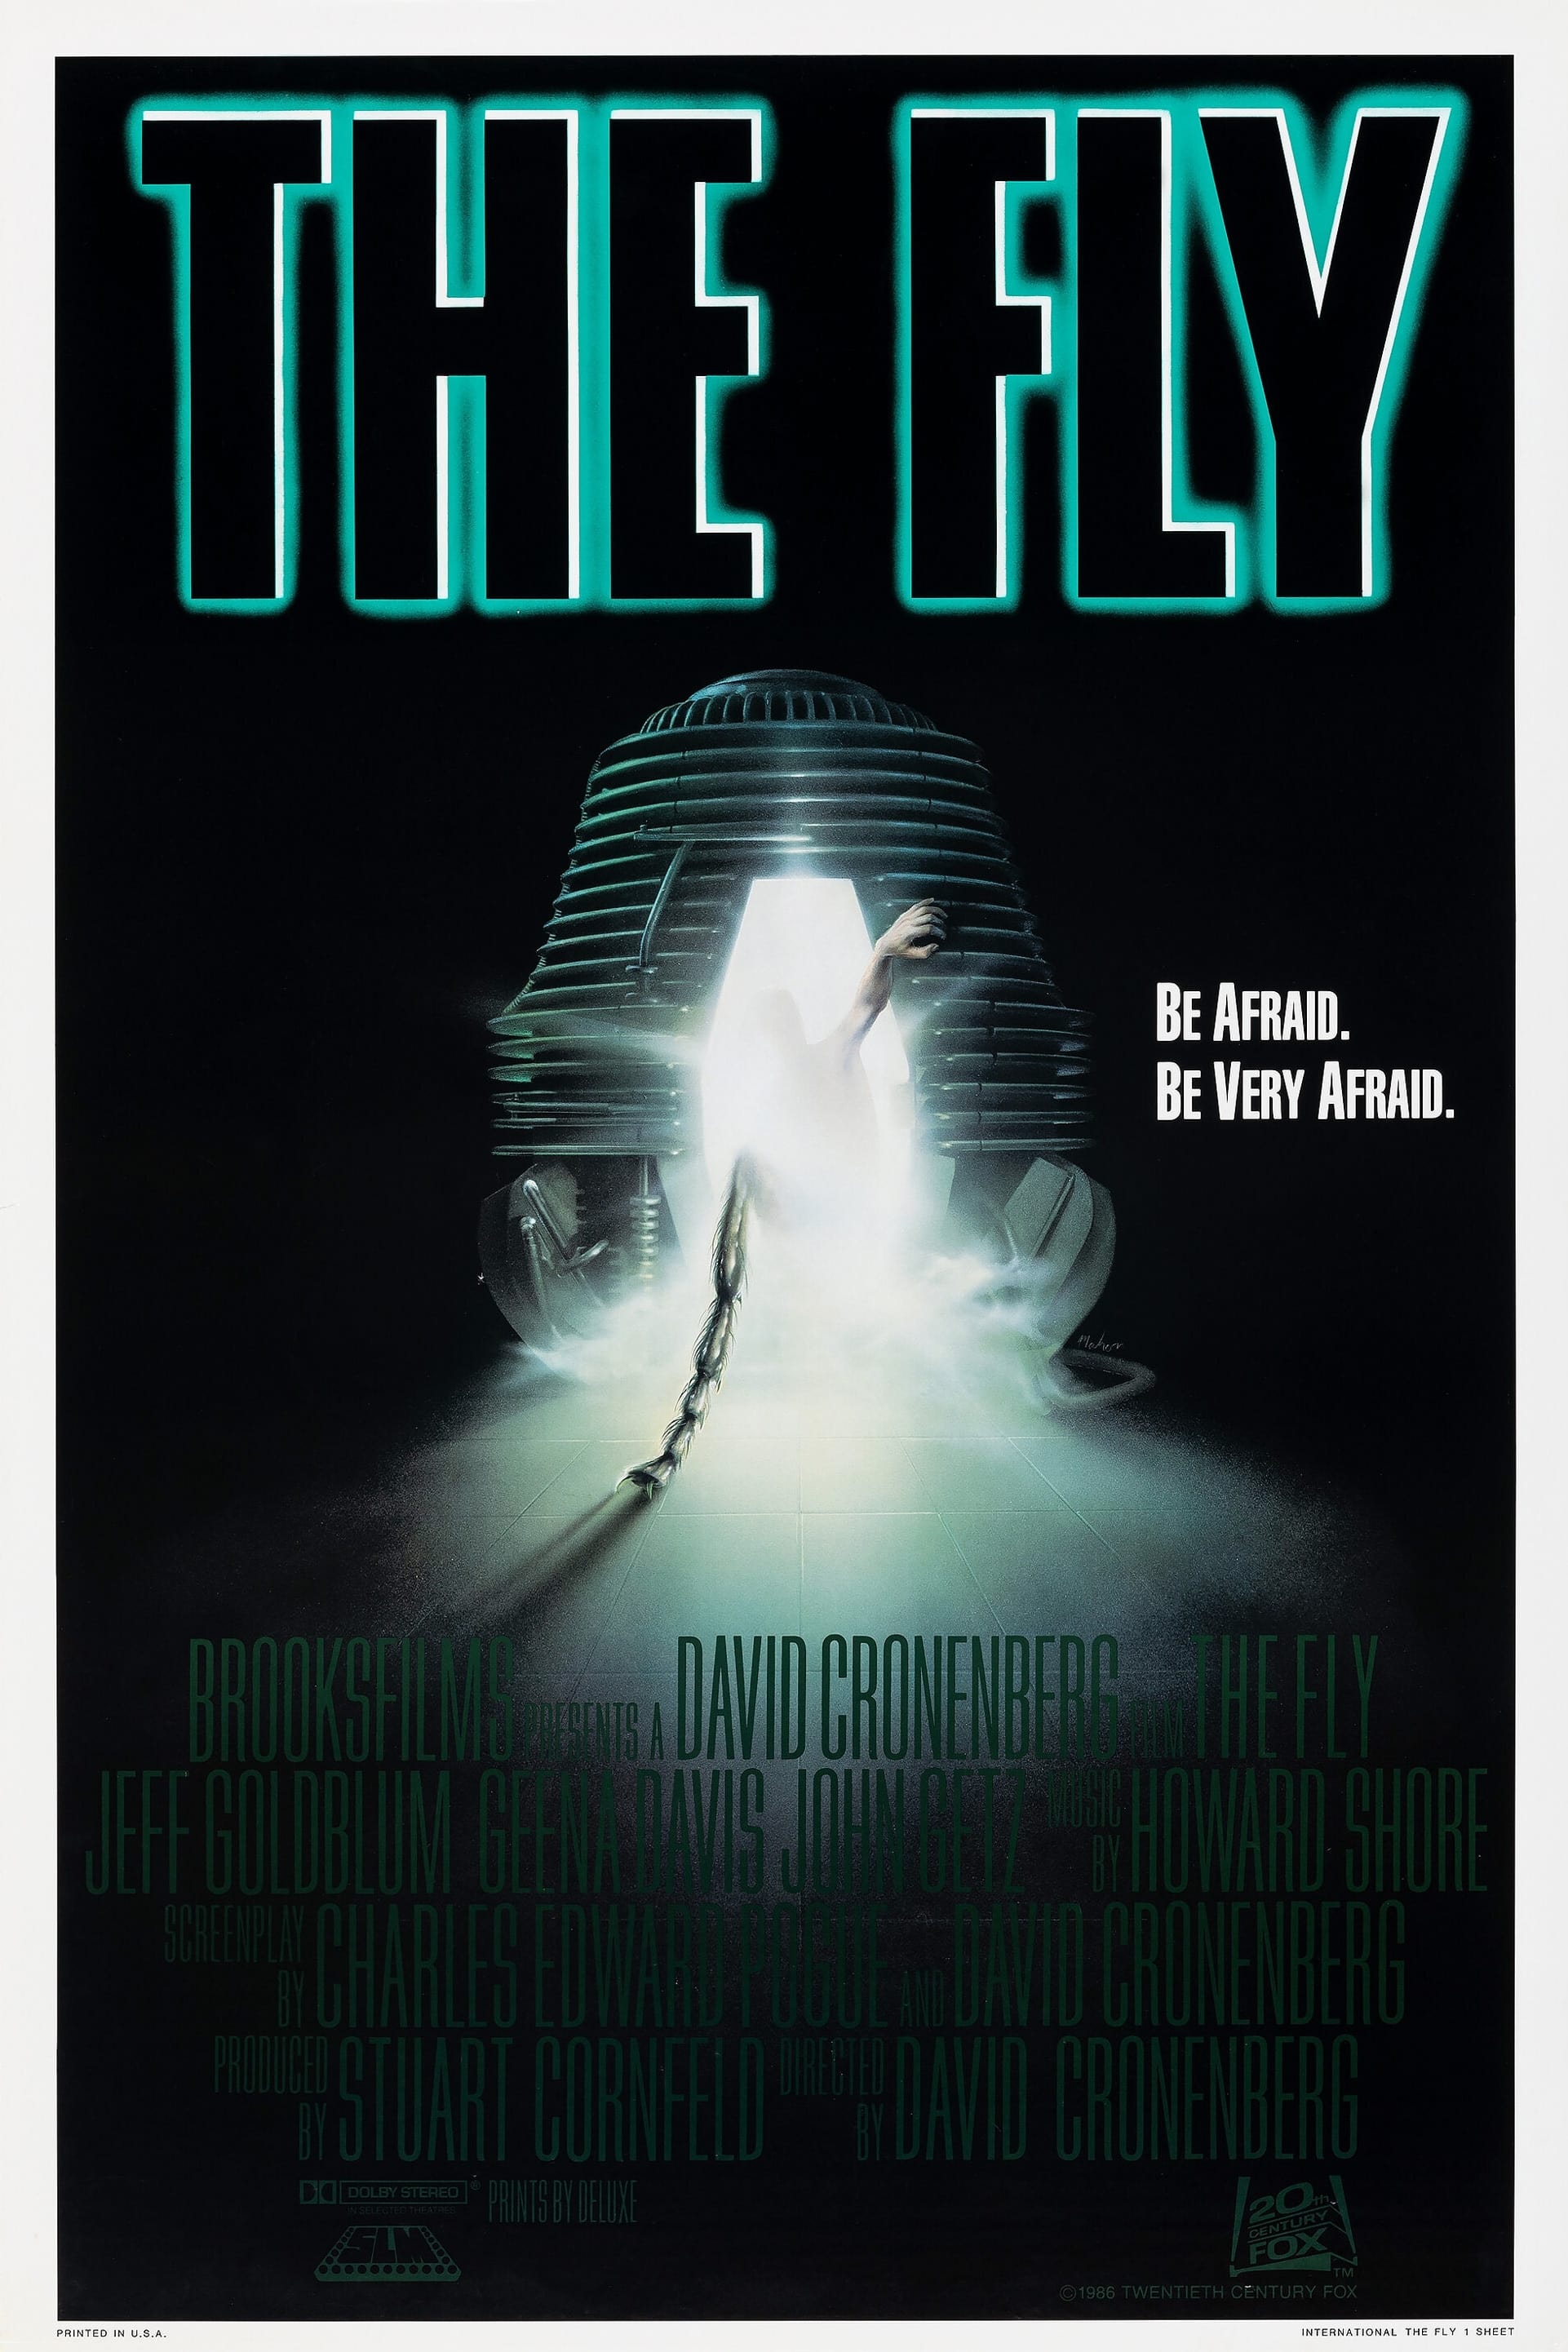 THE FLY
BE AFRAID.
BE VERY AFRAID.
Mahon
BROOKSFILMS PRESENTS A DAVID CRONENBERG FILM THE FLY
JEFF GOLDBLUM GEENA DAVIS JOHN GETZ MUSIC BY HOWARD SHORE
SCREENPLAY BY CHARLES EDWARD POGUE AND DAVID CRONENBERG
PRODUCED BY STUART CORNFELD DIRECTED BY DAVID CRONENBERG
DOLBY STEREO ® PRINTS BY DELUXE
IN SELECTED THEATRES
SLM
20th CENTURY FOX TM
©1986 TWENTIETH CENTURY FOX
PRINTED IN U.S.A.
INTERNATIONAL THE FLY 1 SHEET